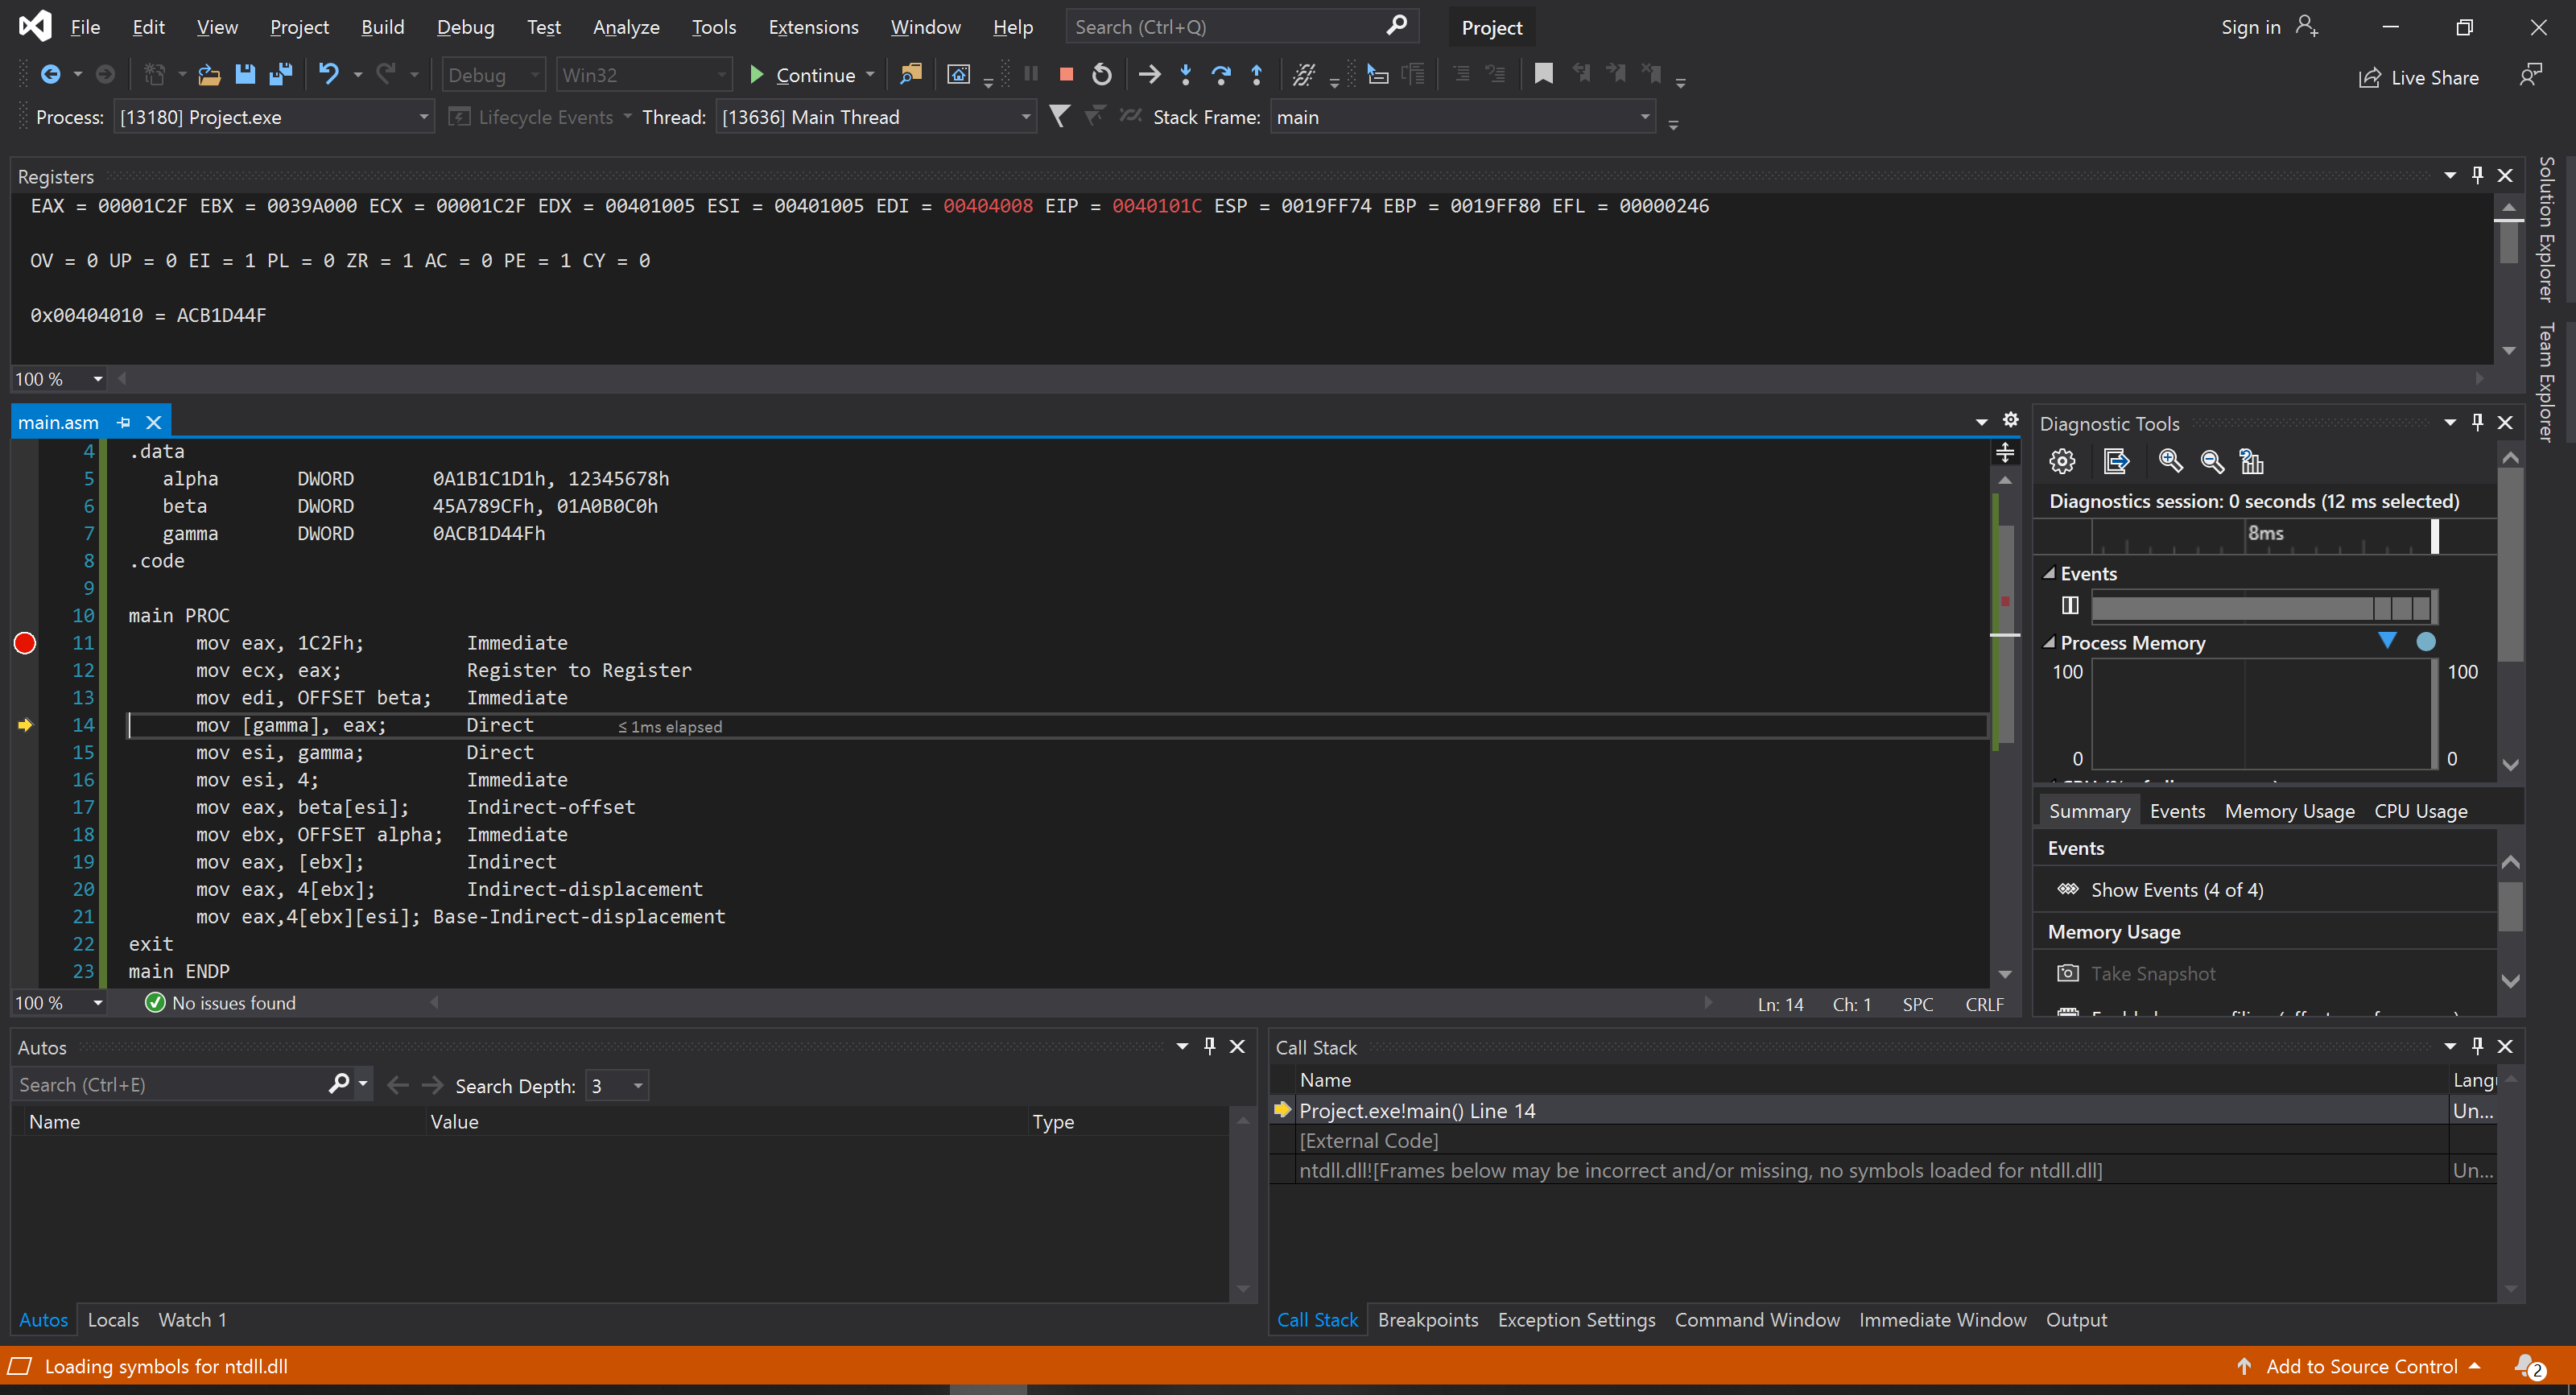 File Edit View Project Build Debug Test Analyze Tools Extensions Window Help Search (Ctrl+Q) Project Sign in
Debug Win32 Continue Live Share
Process: [13180] Project.exe Lifecycle Events Thread: [13636] Main Thread Stack Frame: main
Registers
EAX = 00001C2F EBX = 0039A000 ECX = 00001C2F EDX = 00401005 ESI = 00401005 EDI = 00404008 EIP = 0040101C ESP = 0019FF74 EBP = 0019FF80 EFL = 00000246
OV = 0 UP = 0 EI = 1 PL = 0 ZR = 1 AC = 0 PE = 1 CY = 0
0x00404010 = ACB1D44F
100 %
Solution Explorer
Team Explorer
main.asm
4 .data
5 alpha DWORD 0A1B1C1D1h, 12345678h
6 beta DWORD 45A789CFh, 01A0B0C0h
7 gamma DWORD 0ACB1D44Fh
8 .code
9
10 main PROC
11 mov eax, 1C2Fh; Immediate
12 mov ecx, eax; Register to Register
13 mov edi, OFFSET beta; Immediate
14 mov [gamma], eax; Direct ≤ 1ms elapsed
15 mov esi, gamma; Direct
16 mov esi, 4; Immediate
17 mov eax, beta[esi]; Indirect-offset
18 mov ebx, OFFSET alpha; Immediate
19 mov eax, [ebx]; Indirect
20 mov eax, 4[ebx]; Indirect-displacement
21 mov eax,4[ebx][esi]; Base-Indirect-displacement
22 exit
23 main ENDP
100 % No issues found Ln: 14 Ch: 1 SPC CRLF
Diagnostic Tools
Diagnostics session: 0 seconds (12 ms selected)
8ms
Events
Process Memory
100 100
0 0
Summary Events Memory Usage CPU Usage
Events
Show Events (4 of 4)
Memory Usage
Take Snapshot
Autos
Search (Ctrl+E) Search Depth: 3
Name Value Type
Autos Locals Watch 1
Call Stack
Name Langu
Project.exe!main() Line 14 Un...
[External Code]
ntdll.dll![Frames below may be incorrect and/or missing, no symbols loaded for ntdll.dll] Un...
Call Stack Breakpoints Exception Settings Command Window Immediate Window Output
Loading symbols for ntdll.dll Add to Source Control 2